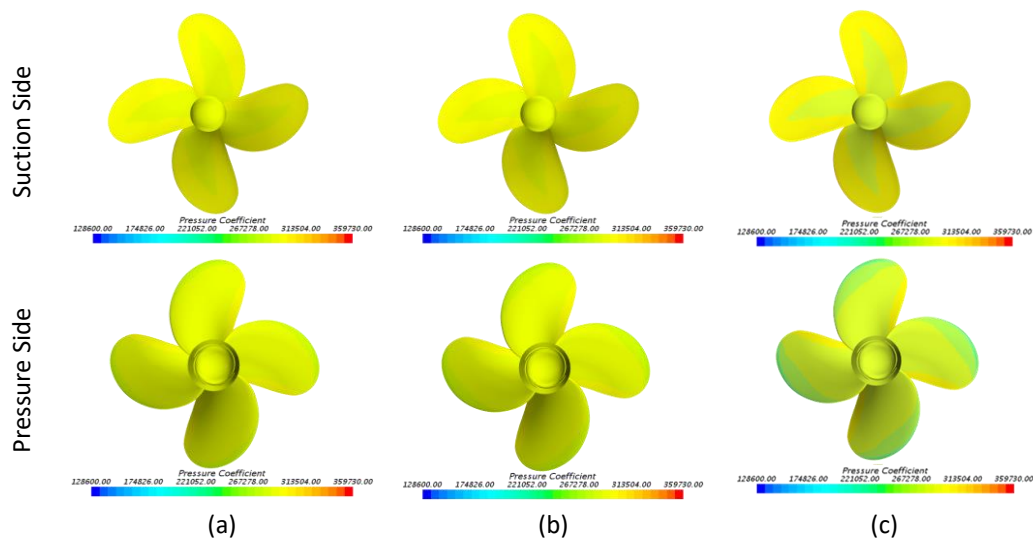 Suction Side
Pressure Coefficient
128600.00 174826.00 221052.00 267278.00 313504.00 359730.00
Pressure Coefficient
128600.00 174826.00 221052.00 267278.00 313504.00 359730.00
Pressure Coefficient
128600.00 174826.00 221052.00 267278.00 313504.00 359730.00
Pressure Side
Pressure Coefficient
128600.00 174826.00 221052.00 267278.00 313504.00 359730.00
Pressure Coefficient
128600.00 174826.00 221052.00 267278.00 313504.00 359730.00
Pressure Coefficient
128600.00 174826.00 221052.00 267278.00 313504.00 359730.00
(a) (b) (c)